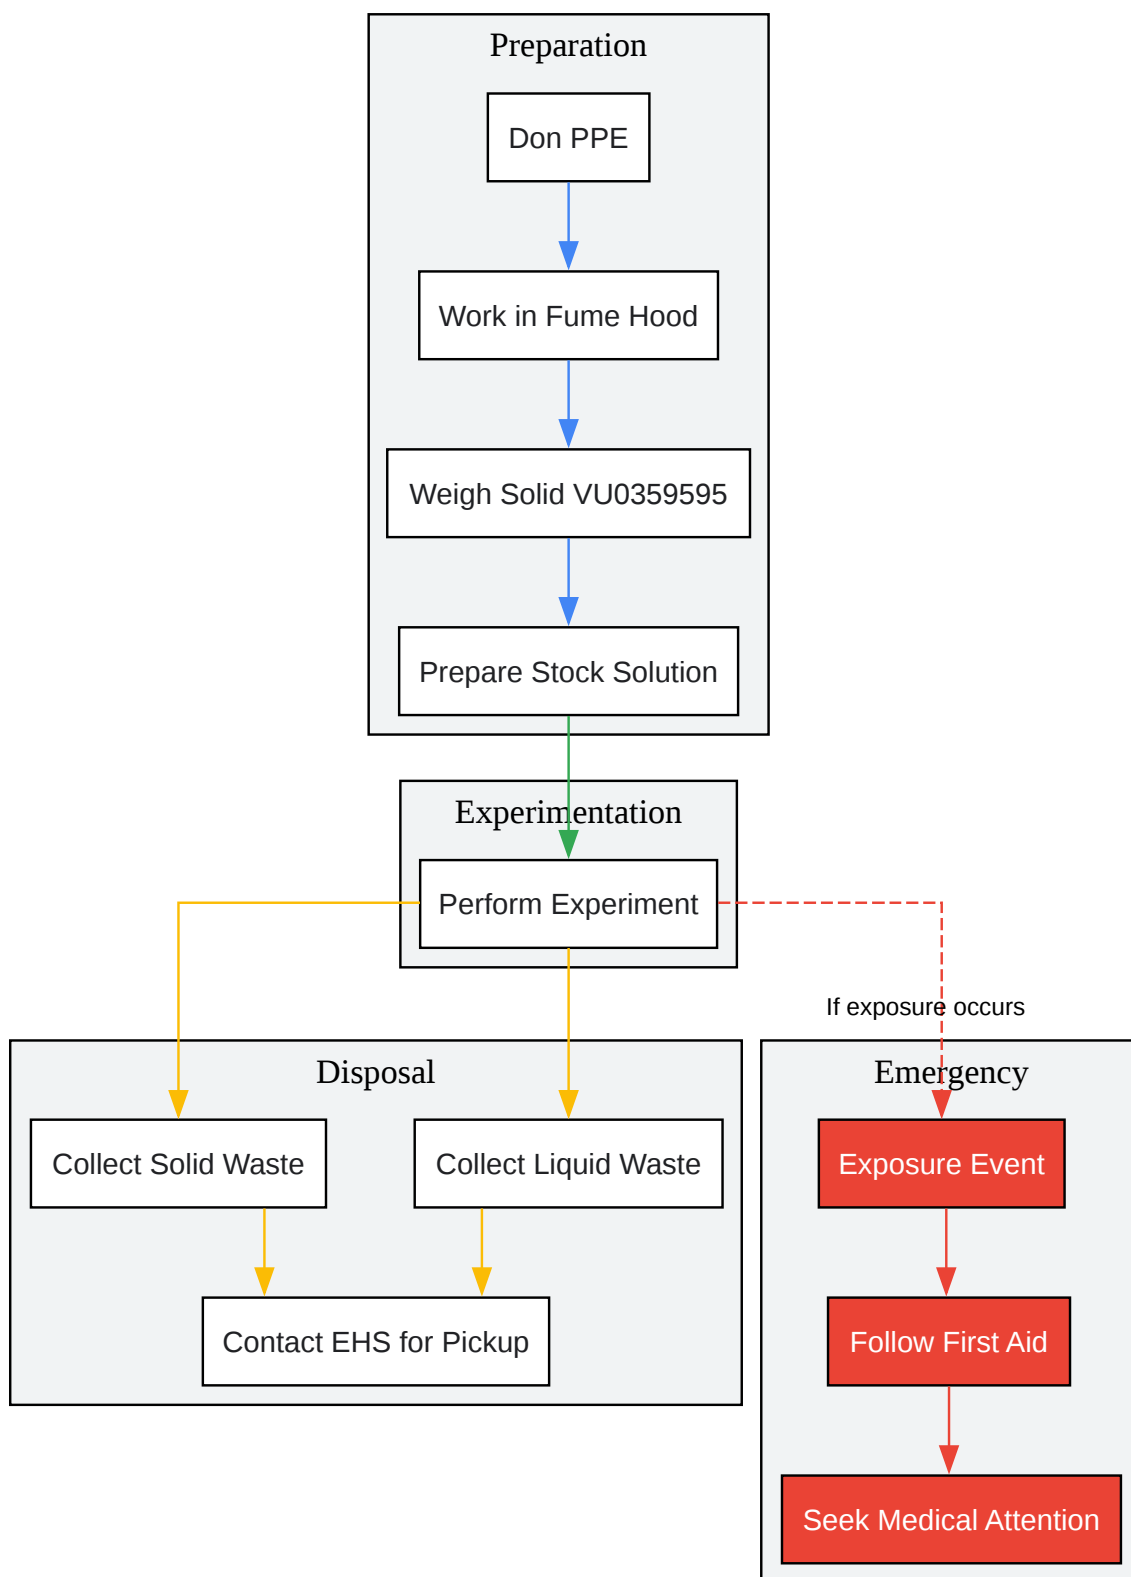 Preparation
Don PPE
Work in Fume Hood
Weigh Solid VU0359595
Prepare Stock Solution
Experimentation
Perform Experiment
If exposure occurs
Disposal
Emergency
Collect Solid Waste
Collect Liquid Waste
Exposure Event
Contact EHS for Pickup
Follow First Aid
Seek Medical Attention